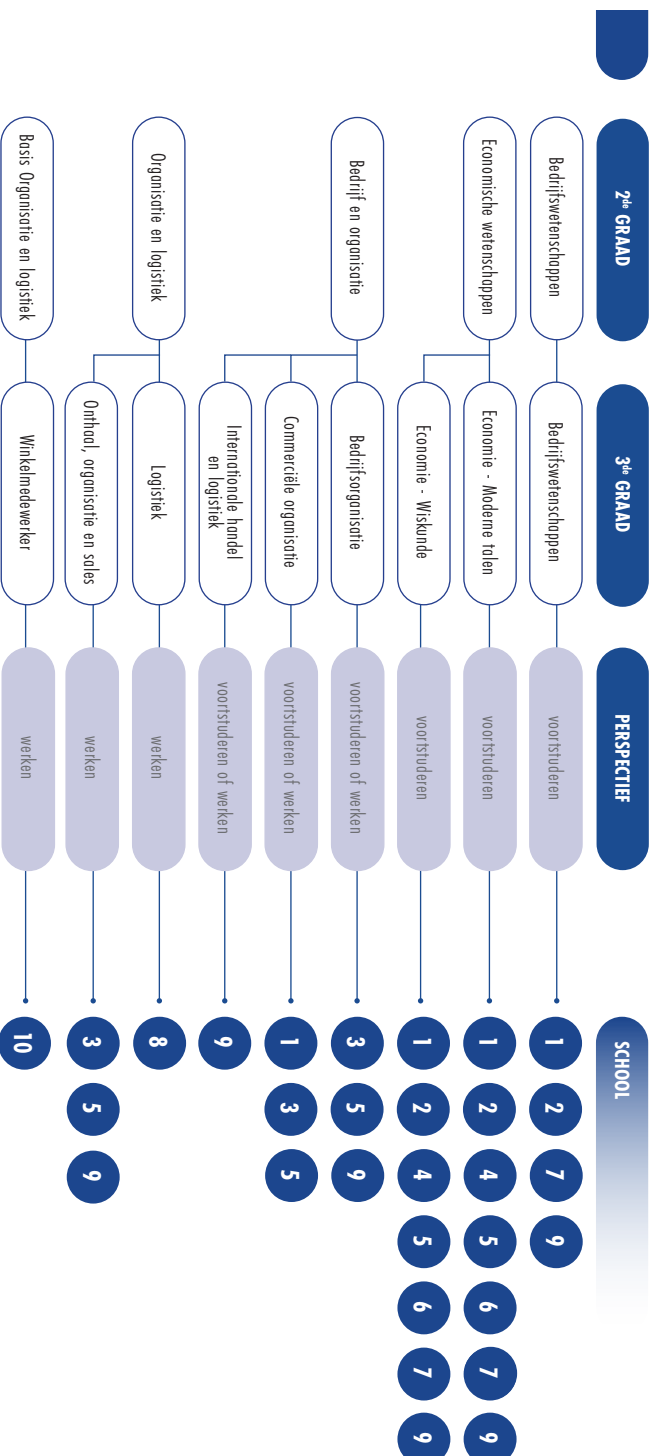 2de GRAAD
3de GRAAD
PERSPECTIEF
SCHOOL
Bedrijfswetenschappen
Bedrijfswetenschappen
voortstuderen
1 2 7 9
Economische wetenschappen
Economie - Moderne talen
voortstuderen
1 2 4 5 6 7 9
Economie - Wiskunde
voortstuderen
1 2 4 5 6 7 9
Bedrijf en organisatie
Bedrijfsorganisatie
voortstuderen of werken
3 5 9
Commerciële organisatie
voortstuderen of werken
1 3 5
Internationale handel
en logistiek
voortstuderen of werken
9
Organisatie en logistiek
Logistiek
werken
8
Onthaal, organisatie en sales
werken
3 5 9
Basis Organisatie en logistiek
Winkelmedewerker
werken
10